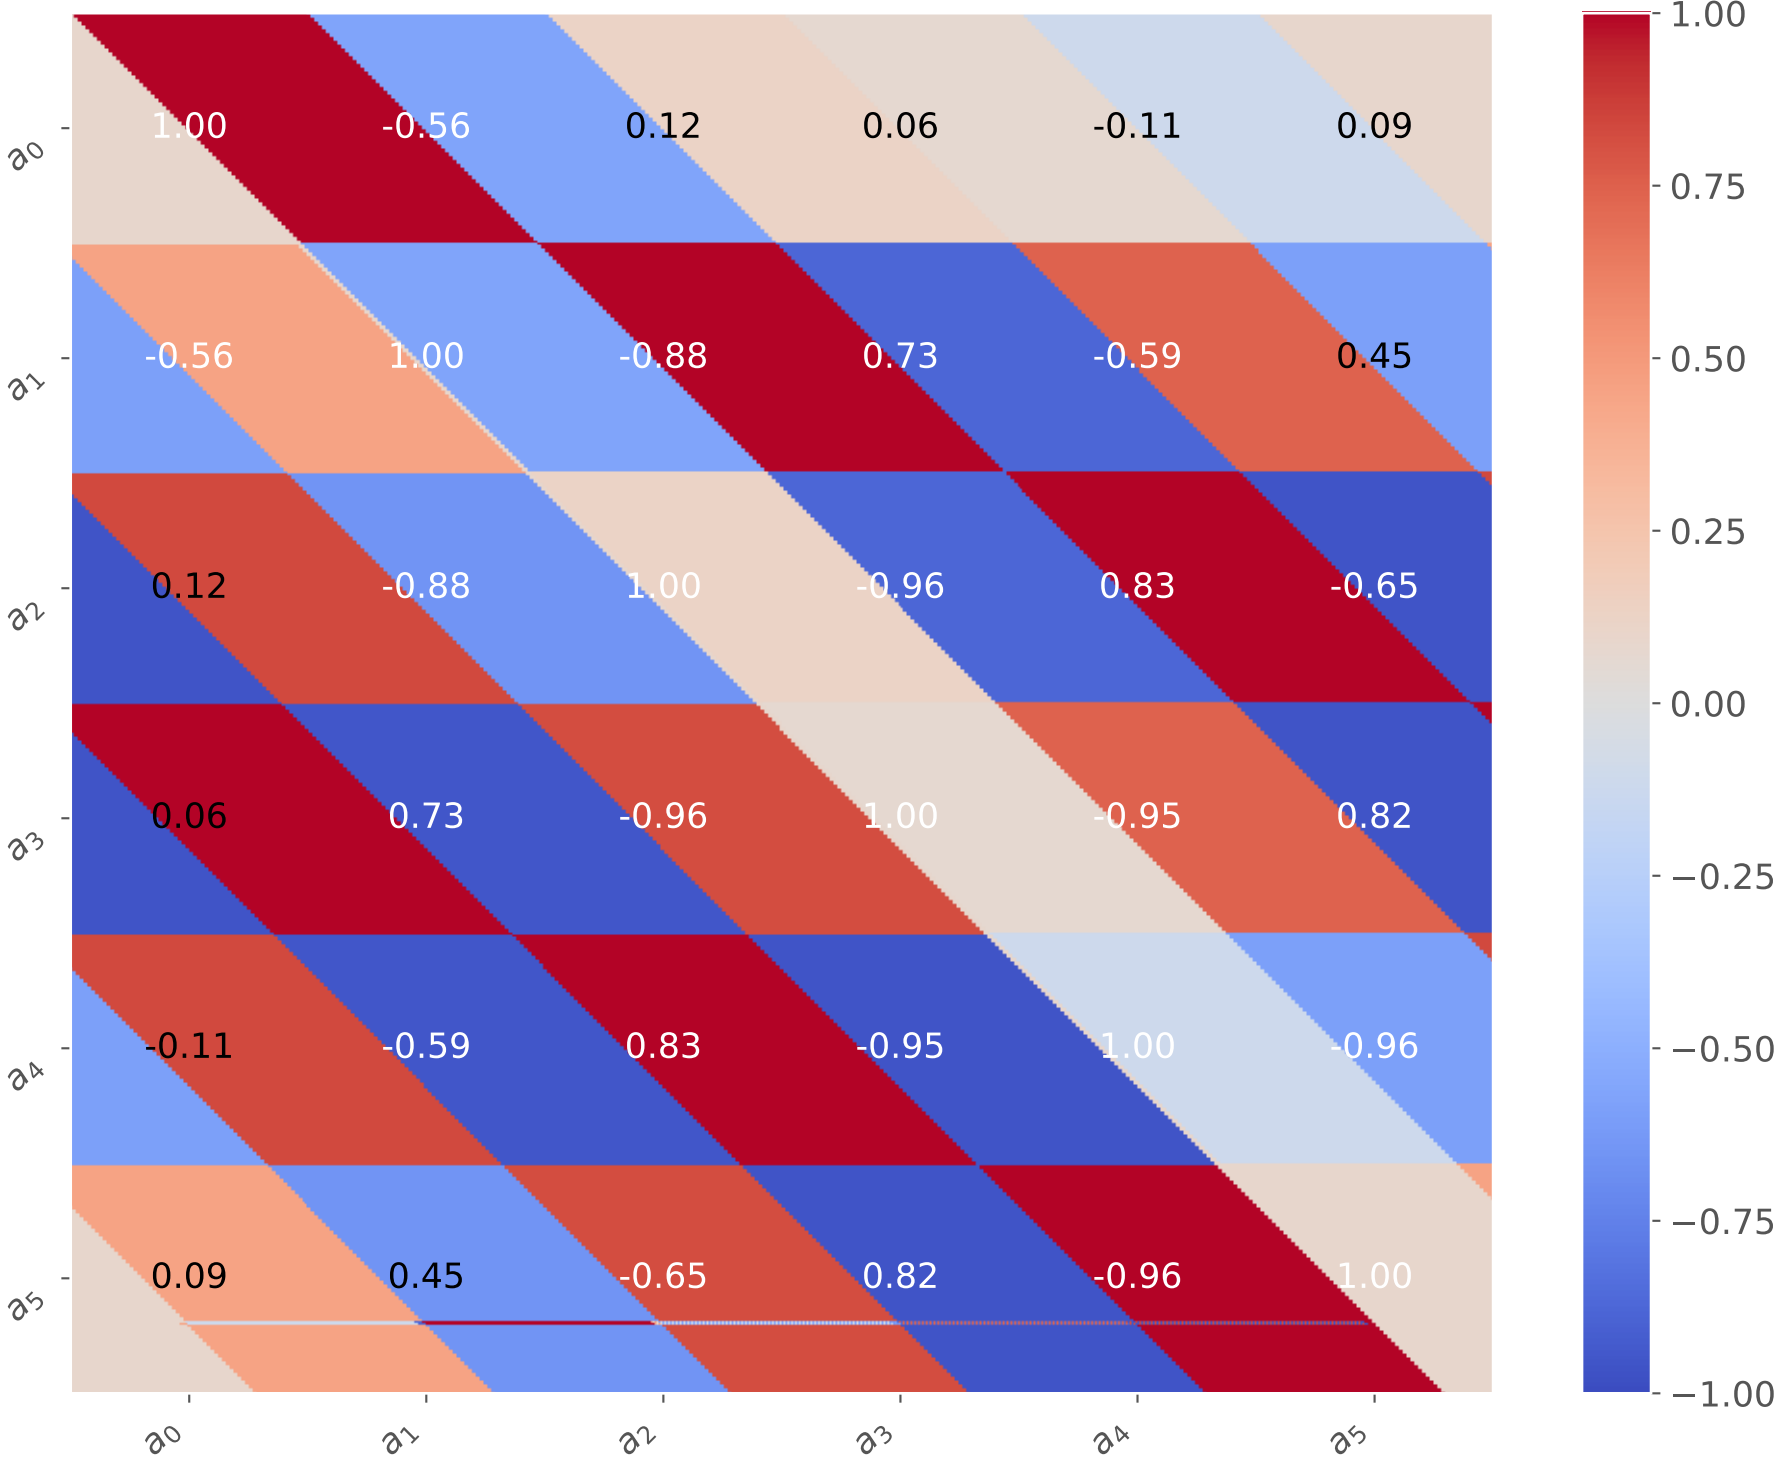 1.00
a0 1.00 -0.56 0.12 0.06 -0.11 0.09
0.75
a1 -0.56 1.00 -0.88 0.73 -0.59 0.45
0.50
0.25
a2 0.12 -0.88 1.00 -0.96 0.83 -0.65
0.00
a3 0.06 0.73 -0.96 1.00 -0.95 0.82
−0.25
a4 -0.11 -0.59 0.83 -0.95 1.00 -0.96
−0.50
−0.75
a5 0.09 0.45 -0.65 0.82 -0.96 1.00
−1.00
a0 a1 a2 a3 a4 a5